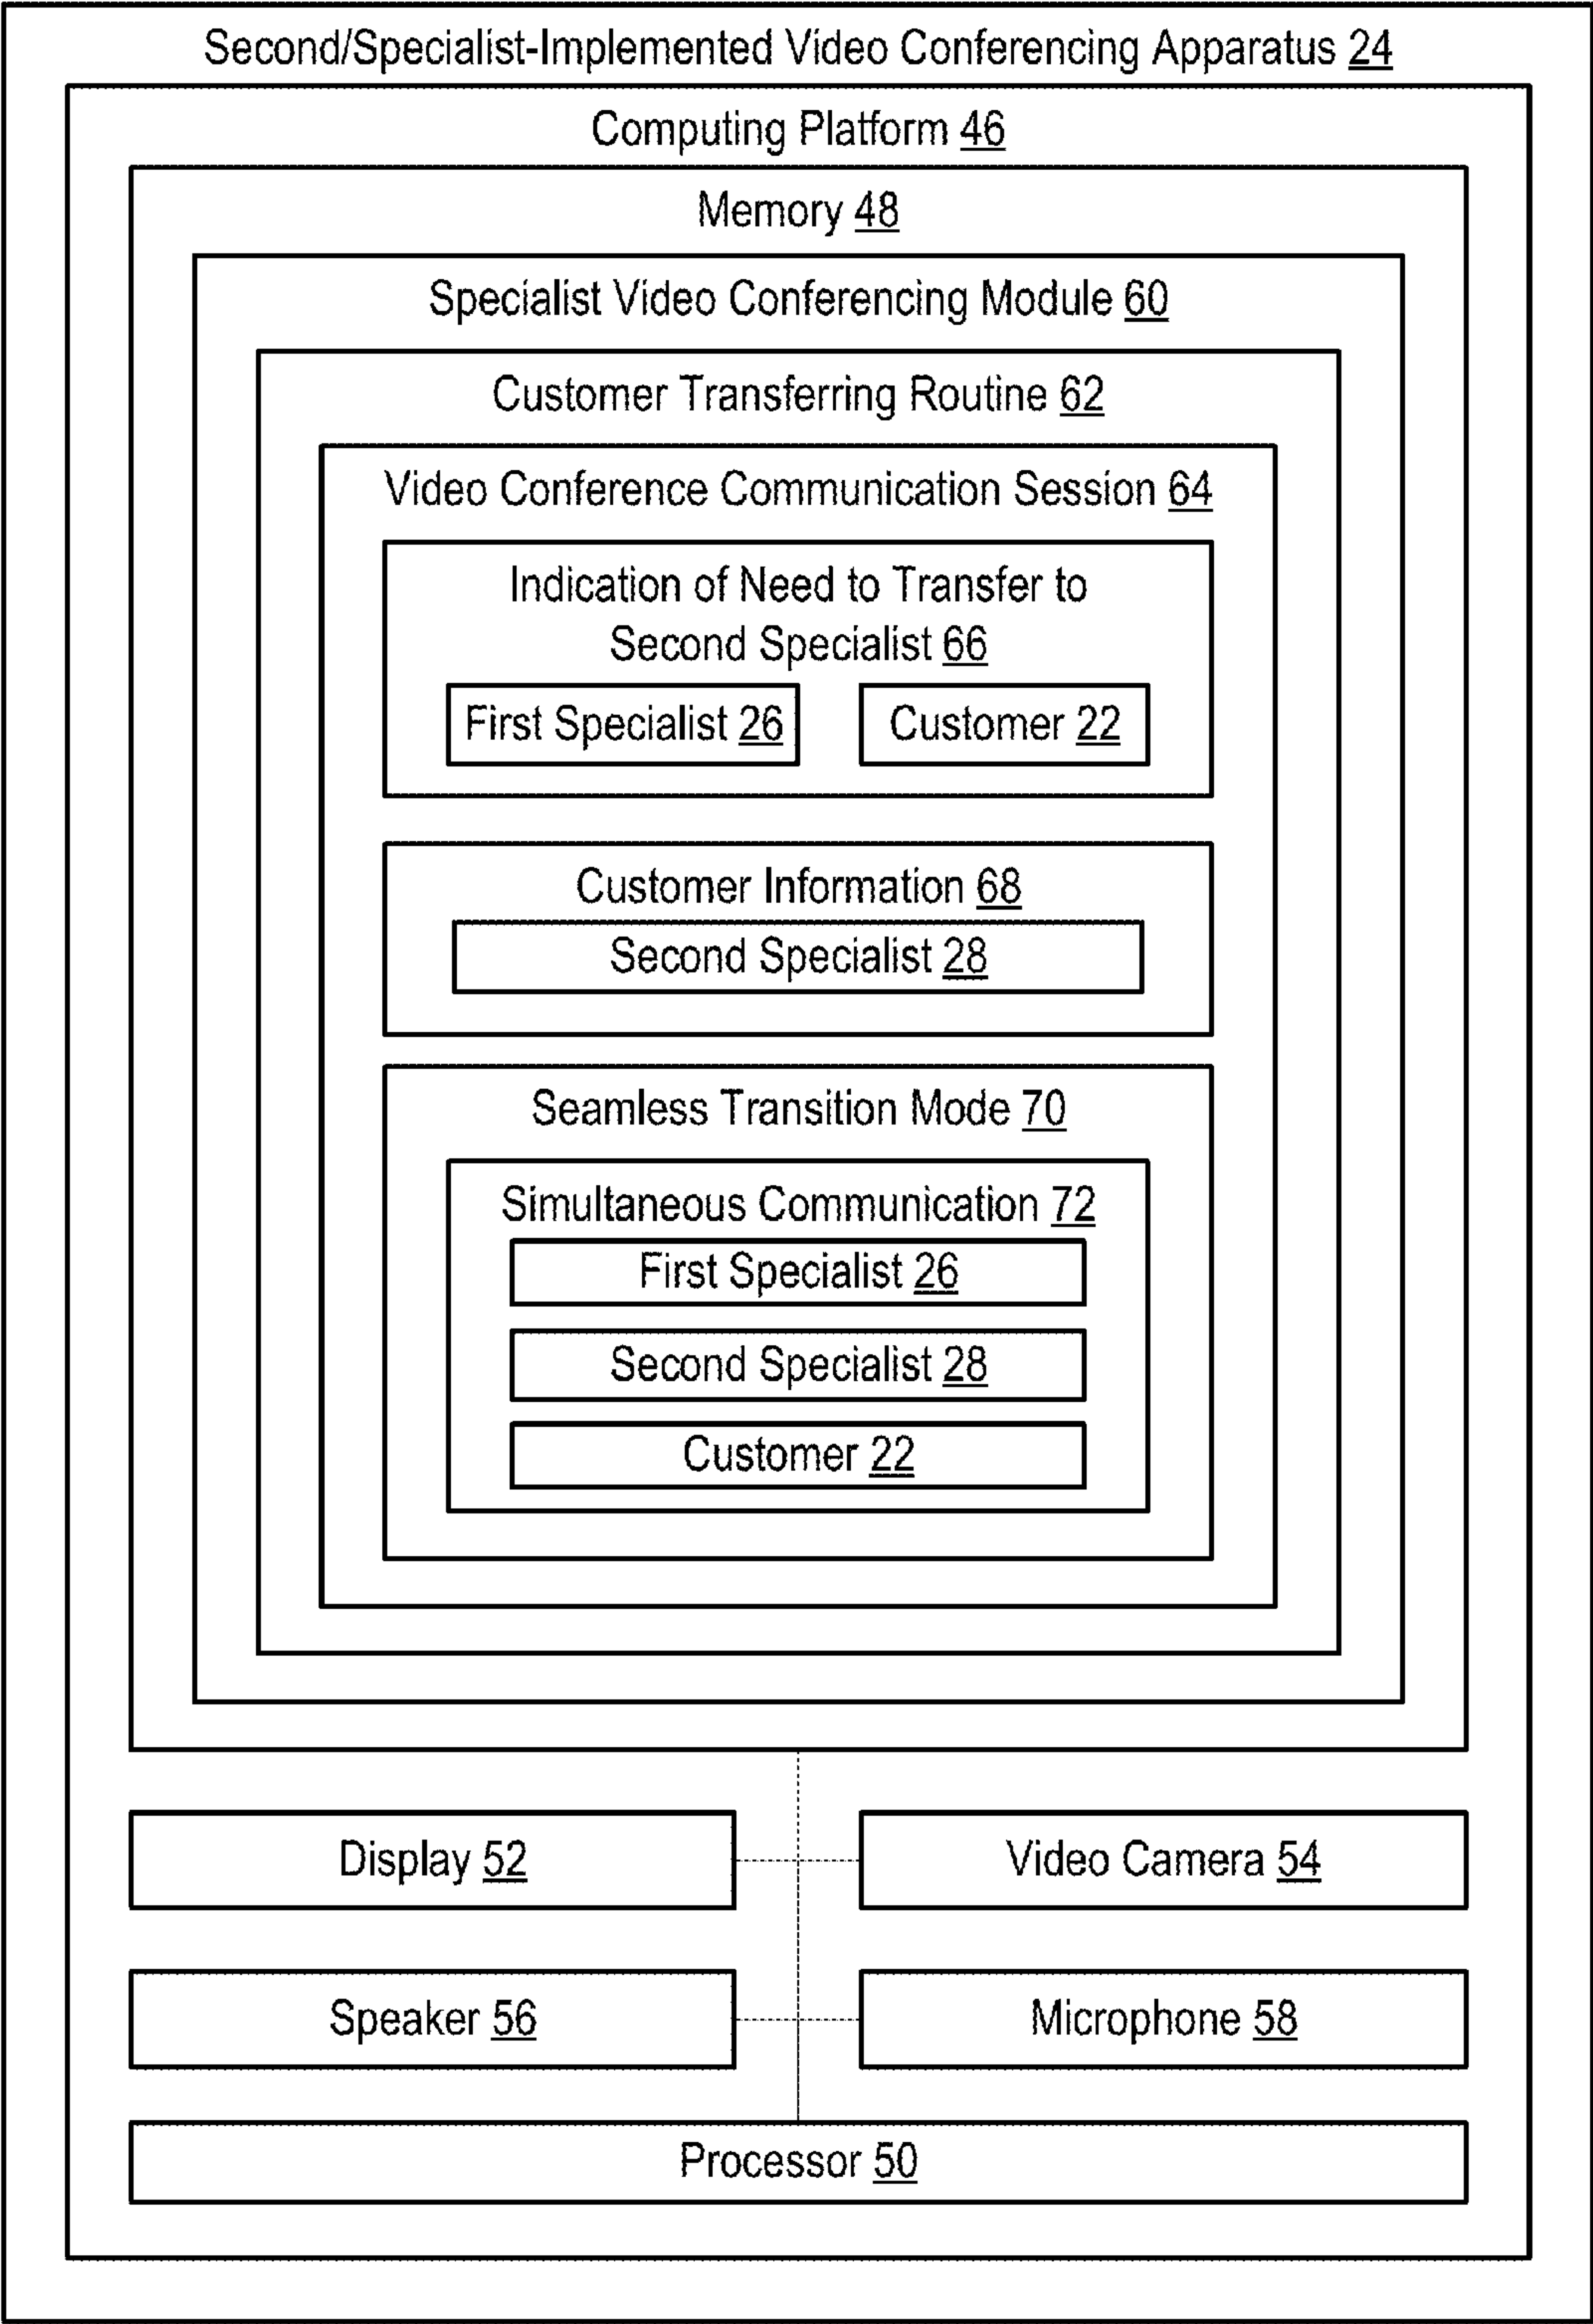 Second/Specialist-Implemented Video Conferencing Apparatus 24
Computing Platform 46
Memory 48
Specialist Video Conferencing Module 60
Customer Transferring Routine 62
Video Conference Communication Session 64
Indication of Need to Transfer to
Second Specialist 66
First Specialist 26
Customer 22
Customer Information 68
Second Specialist 28
Seamless Transition Mode 70
Simultaneous Communication 72
First Specialist 26
Second Specialist 28
Customer 22
Display 52
Video Camera 54
Speaker 56
Microphone 58
Processor 50